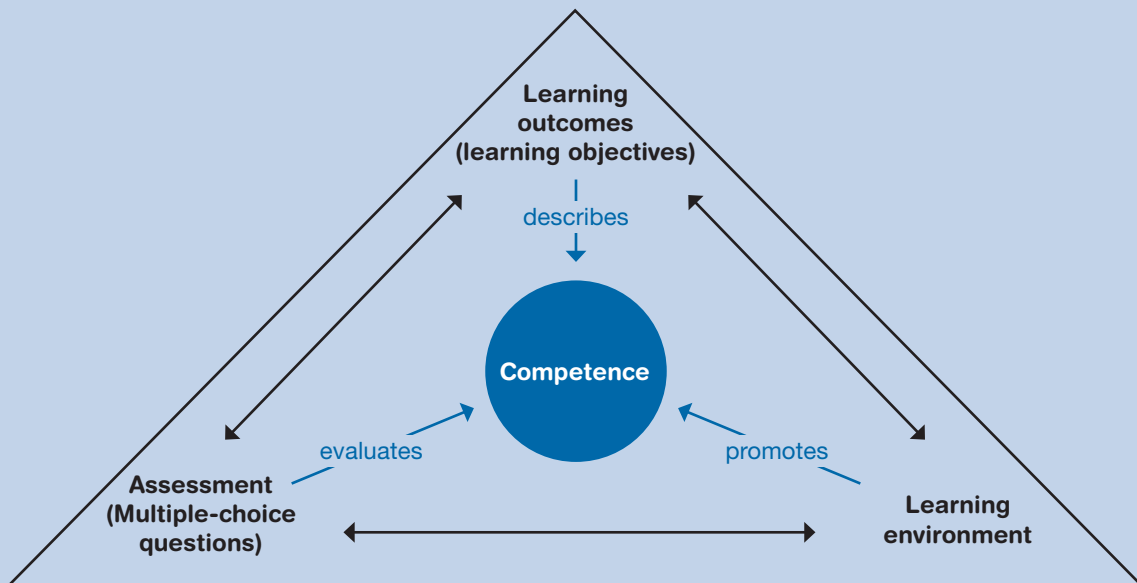 Learning
outcomes
(learning objectives)
describes
Competence
evaluates
promotes
Assessment
(Multiple-choice
questions)
Learning
environment